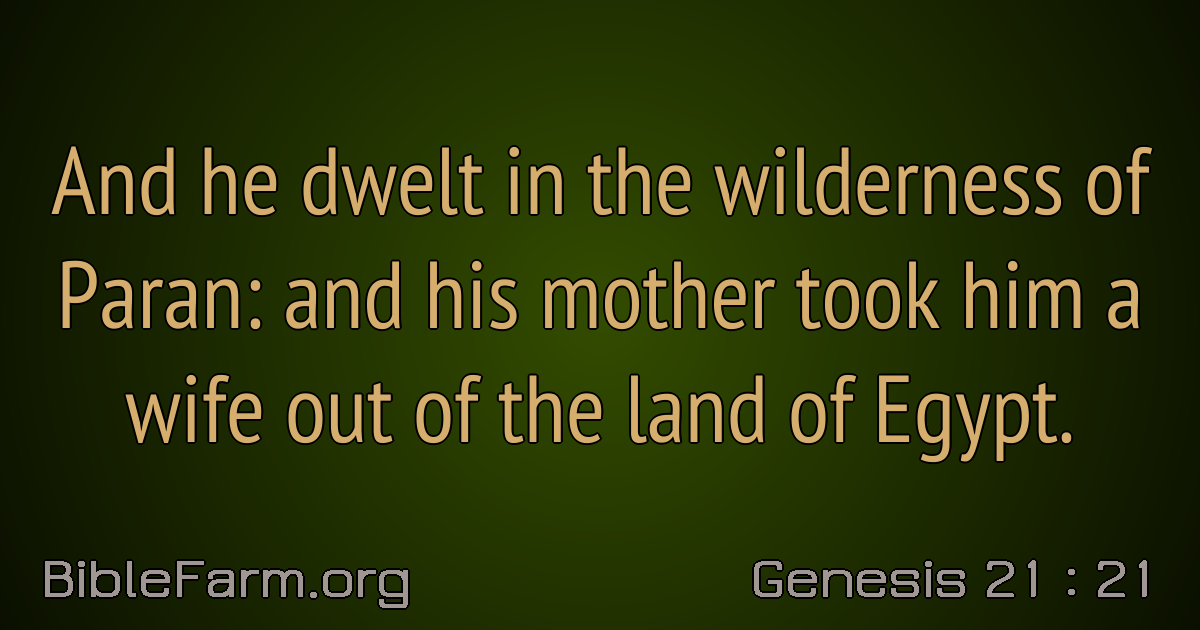 And he dwelt in the wilderness of
Paran: and his mother took him a
wife out of the land of Egypt.
BibleFarm.org
Genesis 21 : 21